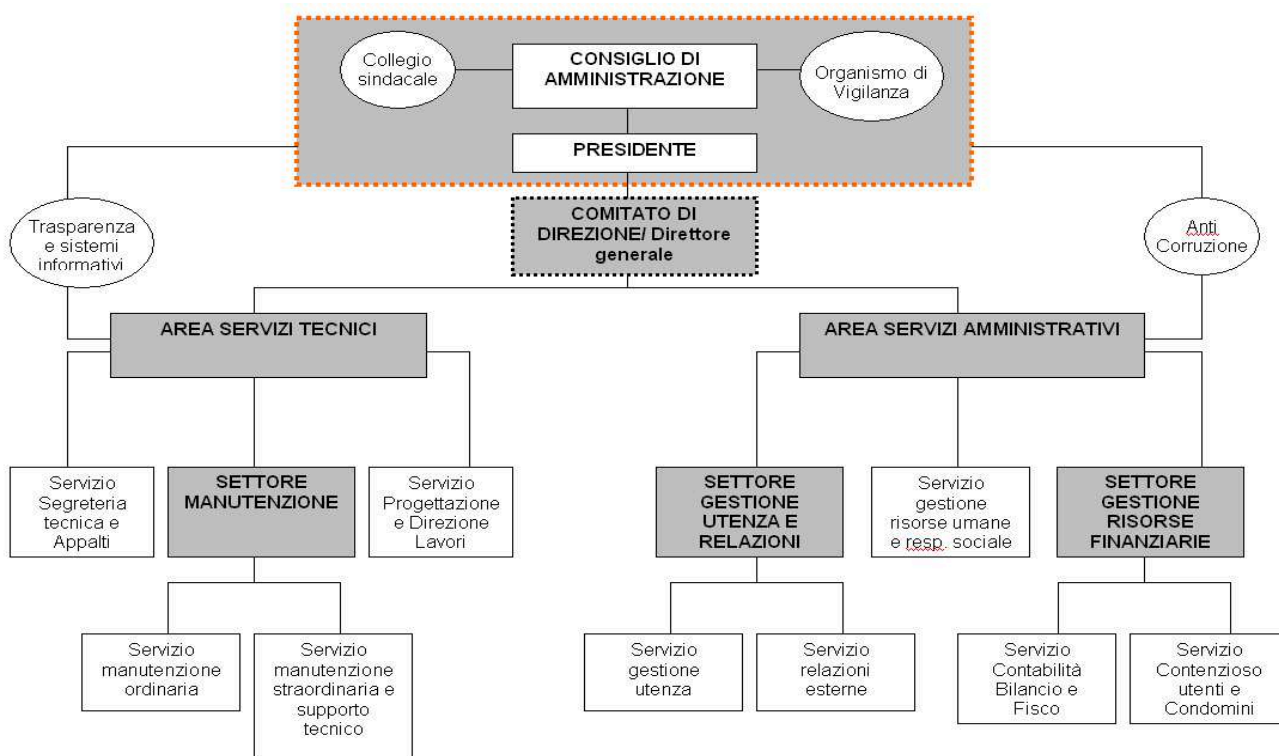 Collegio
sindacale
CONSIGLIO DI
AMMINISTRAZIONE
Organismo di
Vigilanza
PRESIDENTE
Trasparenza
e sistemi
informativi
COMITATO DI
DIREZIONE/ Direttore
generale
Anti
Corruzione
AREA SERVIZI TECNICI
AREA SERVIZI AMMINISTRATIVI
Servizio
Segreteria
tecnica e
Appalti
SETTORE
MANUTENZIONE
Servizio
Progettazione
e Direzione
Lavori
SETTORE
GESTIONE
UTENZA E
RELAZIONI
Servizio
gestione
risorse umane
e resp. sociale
SETTORE
GESTIONE
RISORSE
FINANZIARIE
Servizio
manutenzione
ordinaria
Servizio
manutenzione
straordinaria e
supporto
tecnico
Servizio
gestione
utenza
Servizio
relazioni
esterne
Servizio
Contabilità
Bilancio e
Fisco
Servizio
Contenzioso
utenti e
Condomini